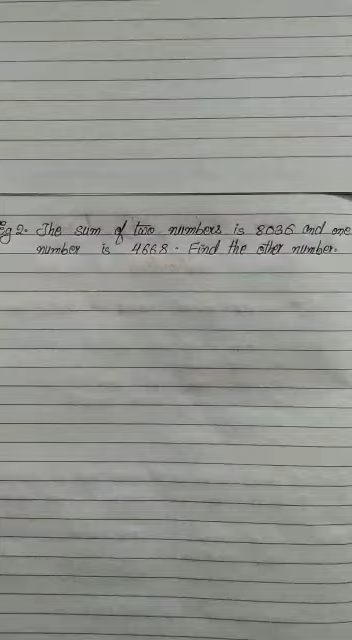 Eg 2. The sum of two numbers is 8036 and one
number is 4668. Find the other number.